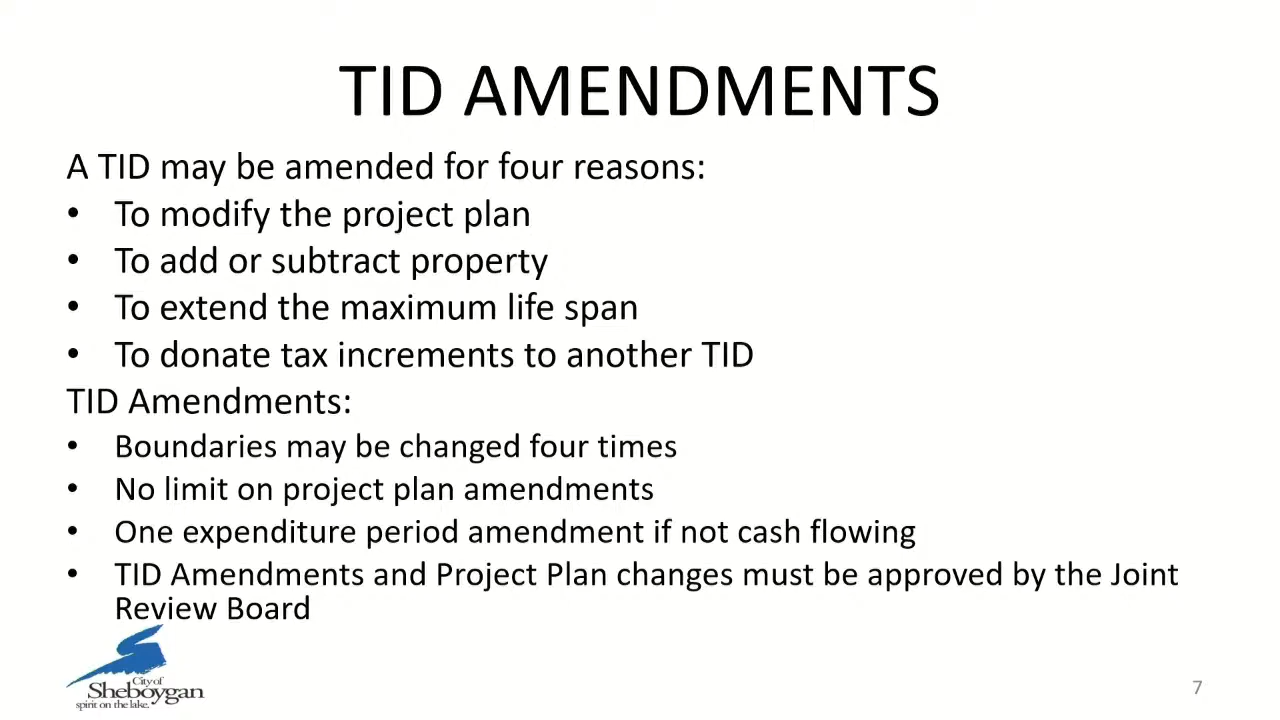 TID AMENDMENTS
A TID may be amended for four reasons:
• To modify the project plan
• To add or subtract property
• To extend the maximum life span
• To donate tax increments to another TID
TID Amendments:
• Boundaries may be changed four times
• No limit on project plan amendments
• One expenditure period amendment if not cash flowing
• TID Amendments and Project Plan changes must be approved by the Joint
Review Board
City of
Sheboygan
spirit on the lake.
7